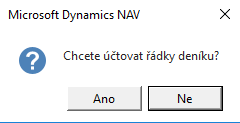 Microsoft Dynamics NAV
Chcete účtovat řádky deníku?
Ano
Ne